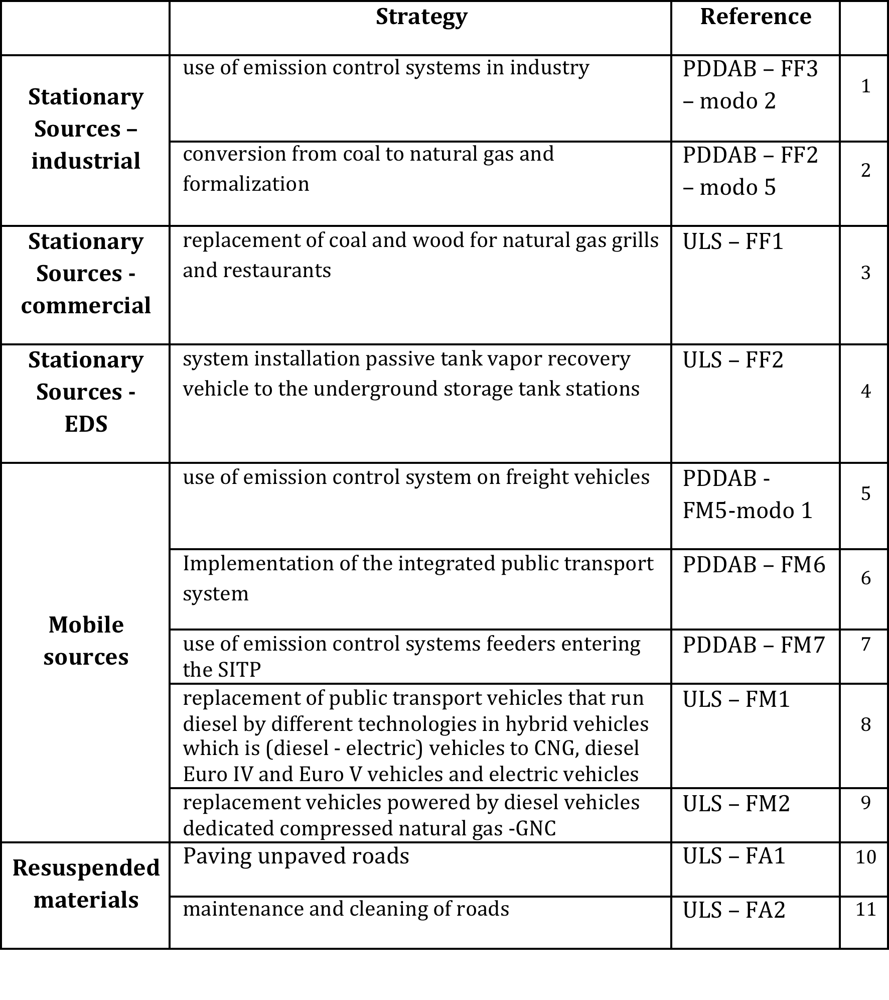 Strategy
Reference
Stationary
Sources –
industrial
use of emission control systems in industry
PDDAB – FF3
– modo 2
1
conversion from coal to natural gas and
formalization
PDDAB – FF2
– modo 5
2
Stationary
Sources -
commercial
replacement of coal and wood for natural gas grills
and restaurants
ULS – FF1
3
Stationary
Sources -
EDS
system installation passive tank vapor recovery
vehicle to the underground storage tank stations
ULS – FF2
4
Mobile
sources
use of emission control system on freight vehicles
PDDAB -
FM5-modo 1
5
Implementation of the integrated public transport
system
PDDAB – FM6
6
use of emission control systems feeders entering
the SITP
PDDAB – FM7
7
replacement of public transport vehicles that run
diesel by different technologies in hybrid vehicles
which is (diesel - electric) vehicles to CNG, diesel
Euro IV and Euro V vehicles and electric vehicles
ULS – FM1
8
replacement vehicles powered by diesel vehicles
dedicated compressed natural gas -GNC
ULS – FM2
9
Resuspended
materials
Paving unpaved roads
ULS – FA1
10
maintenance and cleaning of roads
ULS – FA2
11